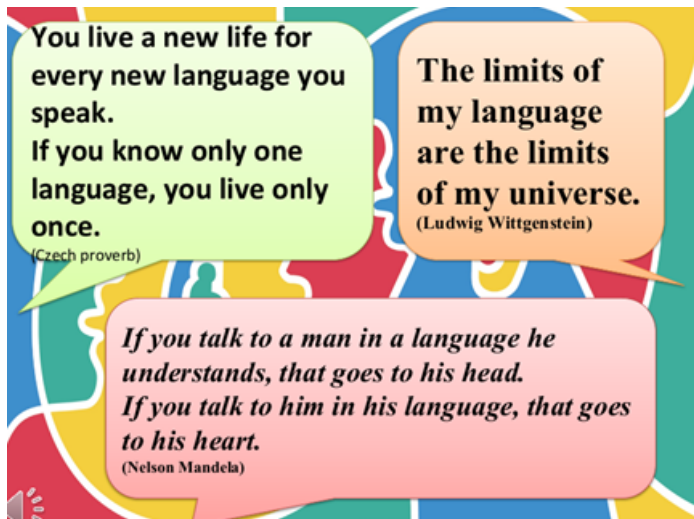 You live a new life for
every new language you
speak.
If you know only one
language, you live only
once.
(Czech proverb)
The limits of
my language
are the limits
of my universe.
(Ludwig Wittgenstein)
If you talk to a man in a language he
understands, that goes to his head.
If you talk to him in his language, that goes
to his heart.
(Nelson Mandela)